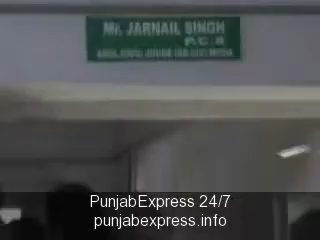 Mr. JARNAIL SINGH
P.C.S
PunjabExpress 24/7
punjabexpress.info